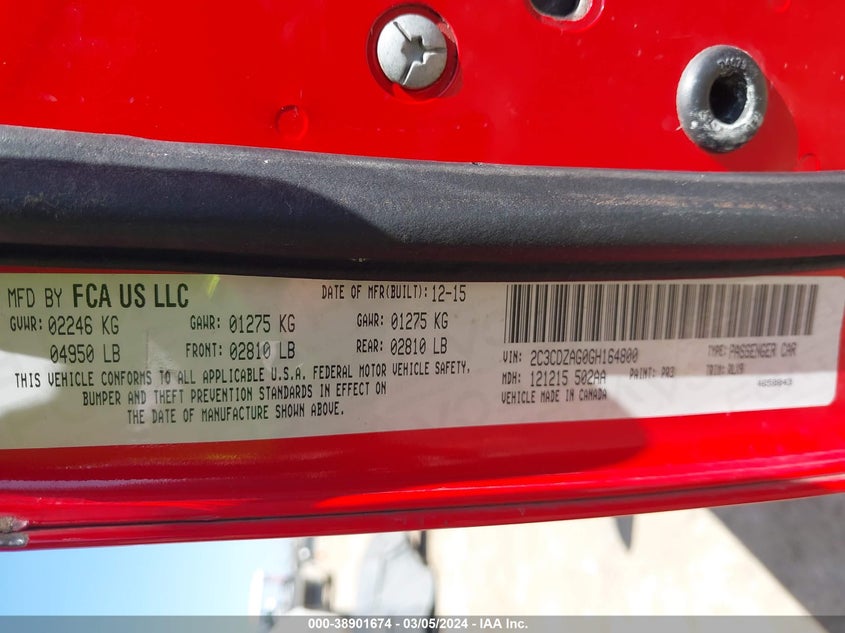 MFD BY FCA US LLC DATE OF MFR(BUILT): 12-15
GVWR: 02246 KG GAWR: 01275 KG GAWR: 01275 KG
04950 LB FRONT: 02810 LB REAR: 02810 LB
THIS VEHICLE CONFORMS TO ALL APPLICABLE U.S.A. FEDERAL MOTOR VEHICLE SAFETY,
BUMPER AND THEFT PREVENTION STANDARDS IN EFFECT ON
THE DATE OF MANUFACTURE SHOWN ABOVE.
VIN: 2C3CDZAG0GH164800 TYPE: PASSENGER CAR
MDH: 121215 502AA PAINT: PR3 TRIM: RLX9
VEHICLE MADE IN CANADA 4658043
000-38901674 - 03/05/2024 - © IAA Inc.